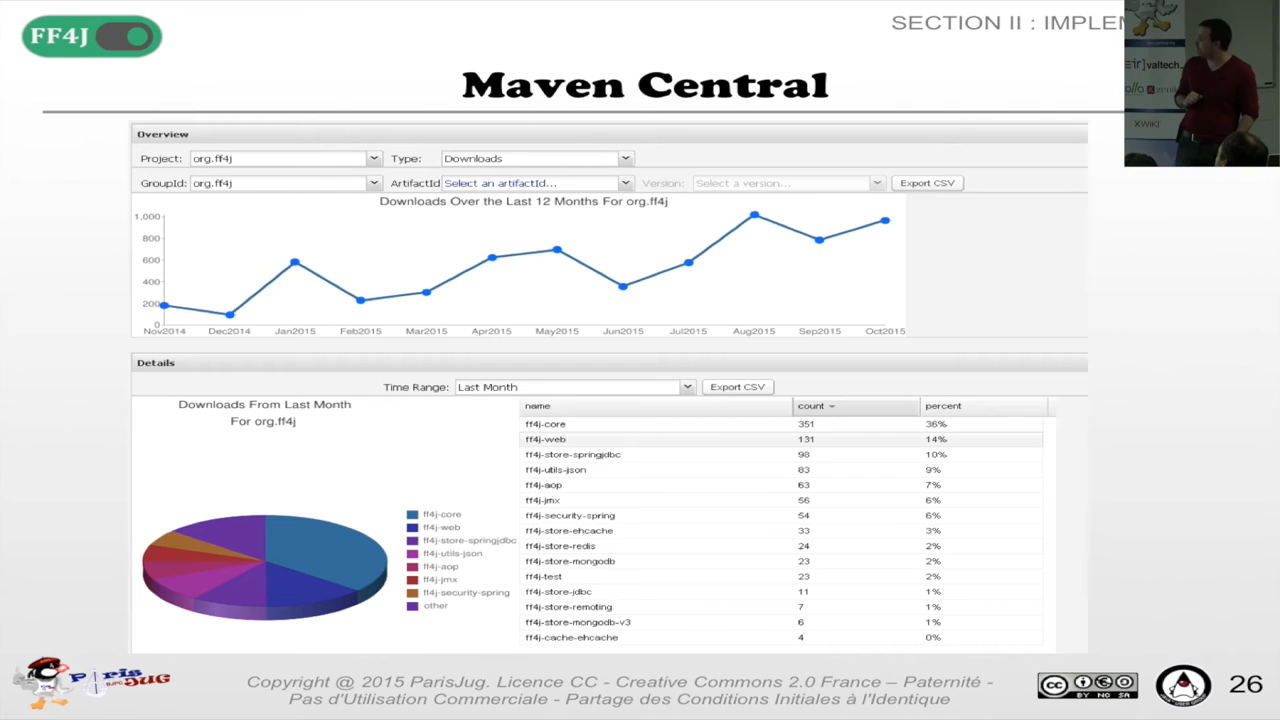 FF4J
SECTION II : IMPLEM
Maven Central
valtech_
XWIKI
Overview
Project: org.ff4j Type: Downloads
GroupId: org.ff4j ArtifactId Select an artifactId... Version: Select a version... Export CSV
Downloads Over the Last 12 Months For org.ff4j
1,000
800
600
400
200
0
Nov2014 Dec2014 Jan2015 Feb2015 Mar2015 Apr2015 May2015 Jun2015 Jul2015 Aug2015 Sep2015 Oct2015
Details
Time Range: Last Month Export CSV
Downloads From Last Month
For org.ff4j
ff4j-core
ff4j-web
ff4j-store-springjdbc
ff4j-utils-json
ff4j-aop
ff4j-jmx
ff4j-security-spring
other
name count percent
ff4j-core 351 36%
ff4j-web 131 14%
ff4j-store-springjdbc 98 10%
ff4j-utils-json 83 9%
ff4j-aop 63 7%
ff4j-jmx 56 6%
ff4j-security-spring 54 6%
ff4j-store-ehcache 33 3%
ff4j-store-redis 24 2%
ff4j-store-mongodb 23 2%
ff4j-test 23 2%
ff4j-store-jdbc 11 1%
ff4j-store-remoting 7 1%
ff4j-store-mongodb-v3 6 1%
ff4j-cache-ehcache 4 0%
Paris JUG
Copyright @ 2015 ParisJug. Licence CC - Creative Commons 2.0 France – Paternité -
Pas d'Utilisation Commerciale - Partage des Conditions Initiales à l'Identique
cc BY NC SA
26